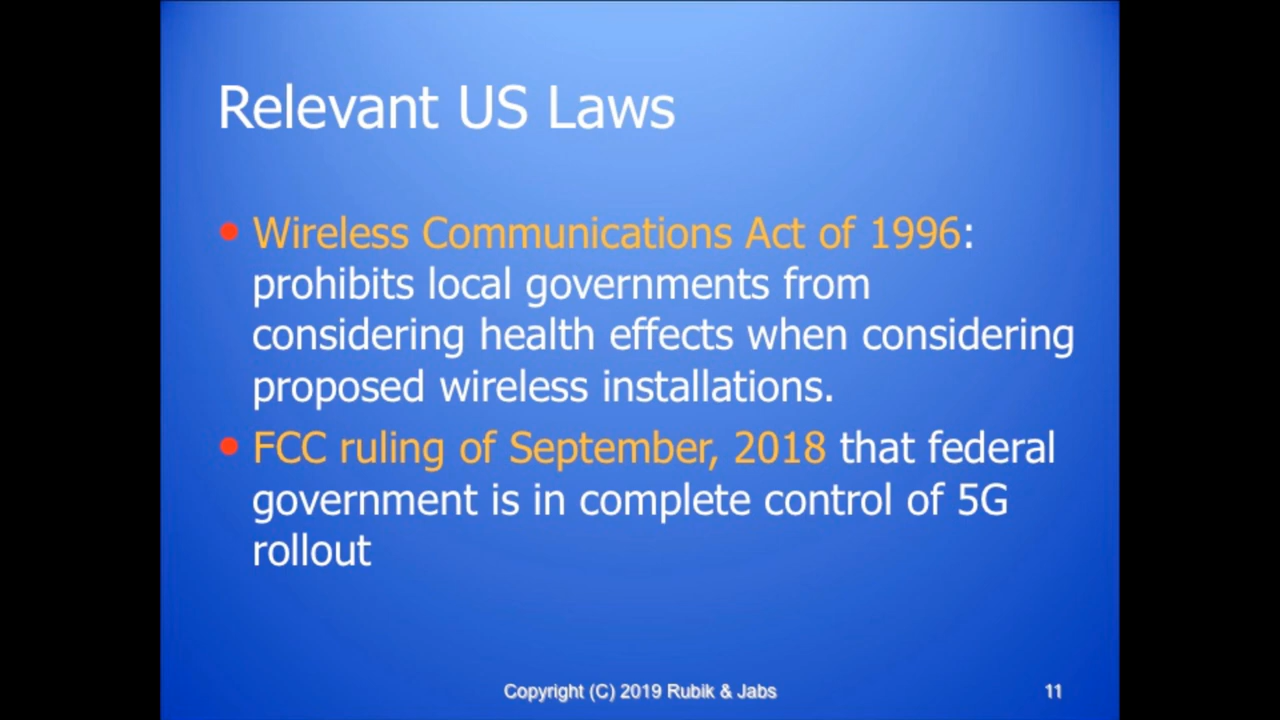 Relevant US Laws
Wireless Communications Act of 1996:
prohibits local governments from
considering health effects when considering
proposed wireless installations.
FCC ruling of September, 2018 that federal
government is in complete control of 5G
rollout
Copyright (C) 2019 Rubik & Jabs
11